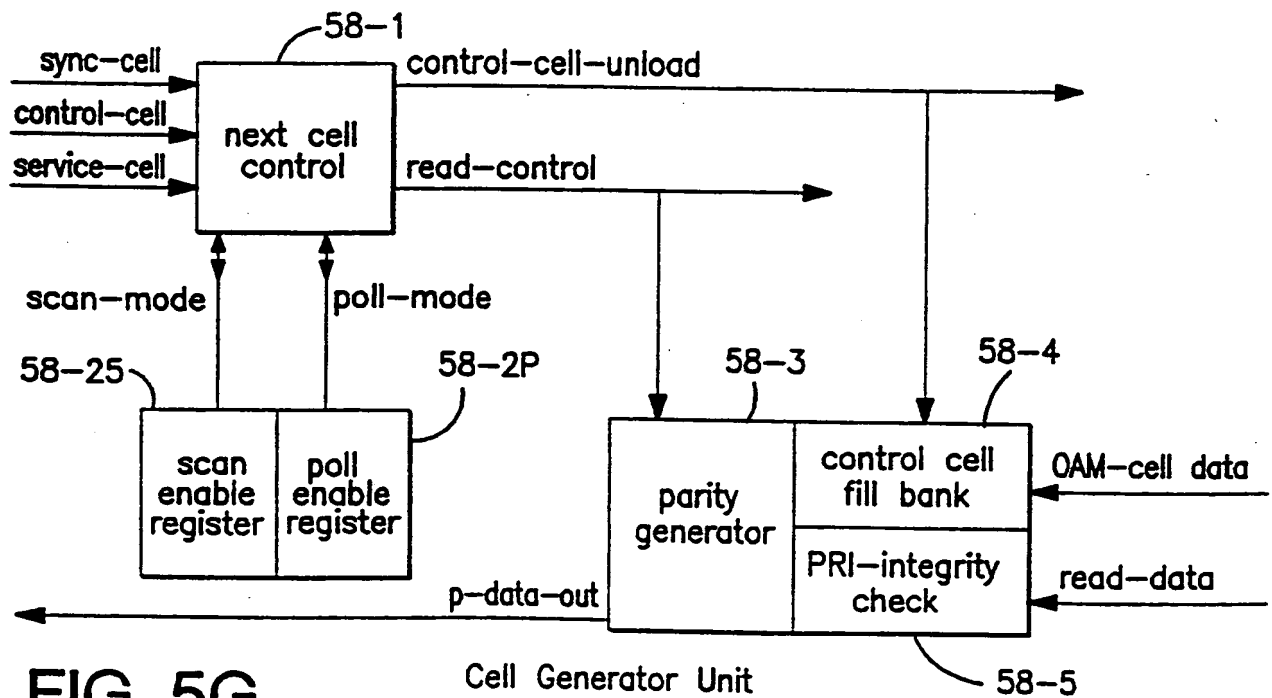 58-1
sync-cell
control-cell-unload
control-cell
next cell
control
service-cell
read-control
scan-mode
poll-mode
58-25
58-2P
58-3
58-4
scan
enable
register
poll
enable
register
parity
generator
control cell
fill bank
OAM-cell data
PRI-integrity
check
read-data
p-data-out
FIG. 5G
Cell Generator Unit
58-5